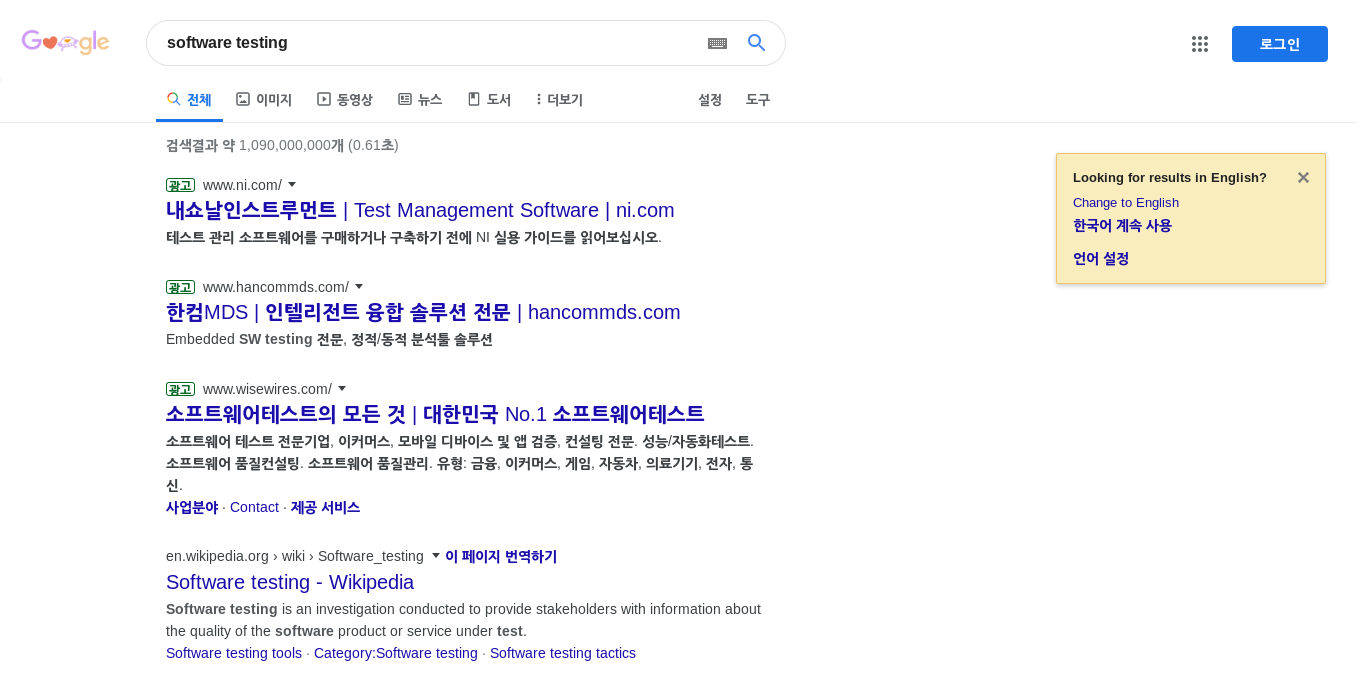 Google
software testing
로그인
전체 이미지 동영상 뉴스 도서 더보기 설정 도구
검색결과 약 1,090,000,000개 (0.61초)
광고 www.ni.com/
내쇼날인스트루먼트 | Test Management Software | ni.com
테스트 관리 소프트웨어를 구매하거나 구축하기 전에 NI 실용 가이드를 읽어보십시오.
광고 www.hancommds.com/
한컴MDS | 인텔리전트 융합 솔루션 전문 | hancommds.com
Embedded SW testing 전문, 정적/동적 분석툴 솔루션
광고 www.wisewires.com/
소프트웨어테스트의 모든 것 | 대한민국 No.1 소프트웨어테스트
소프트웨어 테스트 전문기업, 이커머스, 모바일 디바이스 및 앱 검증, 컨설팅 전문. 성능/자동화테스트.
소프트웨어 품질컨설팅. 소프트웨어 품질관리. 유형: 금융, 이커머스, 게임, 자동차, 의료기기, 전자, 통
신.
사업분야 · Contact · 제공 서비스
en.wikipedia.org › wiki › Software_testing 이 페이지 번역하기
Software testing - Wikipedia
Software testing is an investigation conducted to provide stakeholders with information about
the quality of the software product or service under test.
Software testing tools · Category:Software testing · Software testing tactics
Looking for results in English?
Change to English
한국어 계속 사용
언어 설정